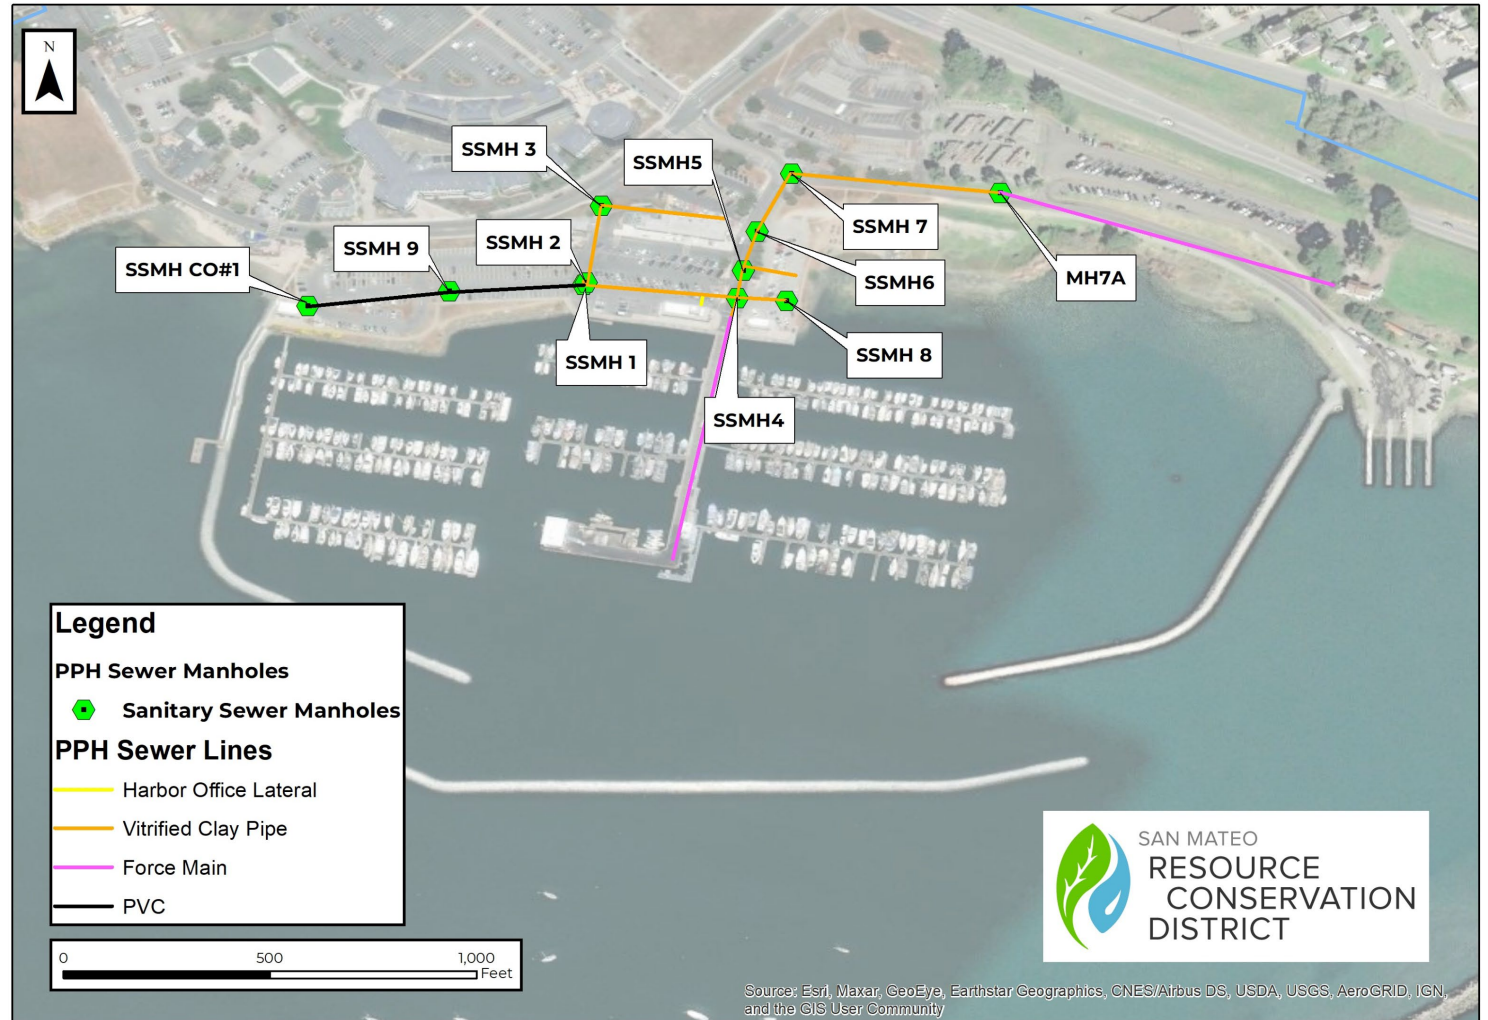 N
SSMH 3
SSMH5
SSMH 2
SSMH 9
SSMH CO#1
SSMH 7
SSMH6
MH7A
SSMH 1
SSMH 8
SSMH4
Legend
PPH Sewer Manholes
Sanitary Sewer Manholes
PPH Sewer Lines
Harbor Office Lateral
Vitrified Clay Pipe
Force Main
PVC
0 500 1,000
Feet
SAN MATEO
RESOURCE
CONSERVATION
DISTRICT
Source: Esri, Maxar, GeoEye, Earthstar Geographics, CNES/Airbus DS, USDA, USGS, AeroGRID, IGN,
and the GIS User Community